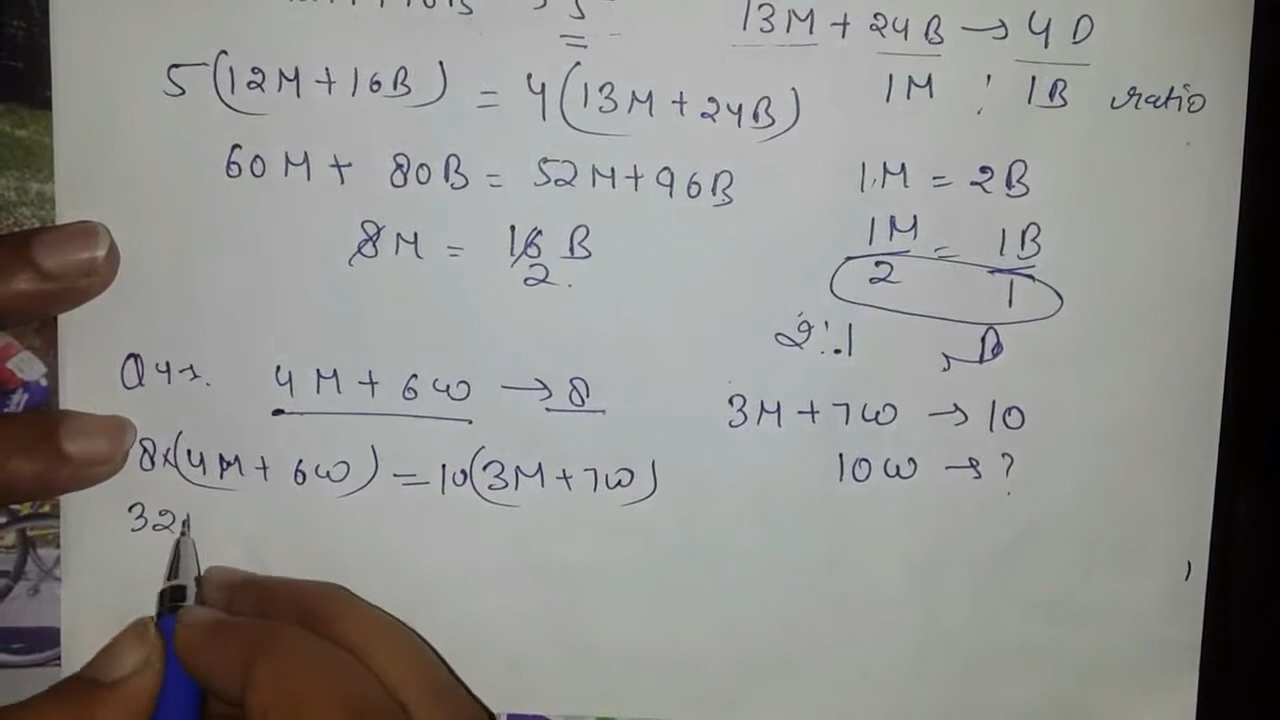 13M + 24B → 4D
5(12M + 16B) = 4(13M + 24B)
1M : 1B ratio
60M + 80B = 52M + 96B
1M = 2B
8M = 16B
2
1M/2 = 1B/1
2:1
Q4. 4M + 6W → 8
3M + 7W → 10
8×(4M + 6W) = 10(3M + 7W)
10W → ?
32